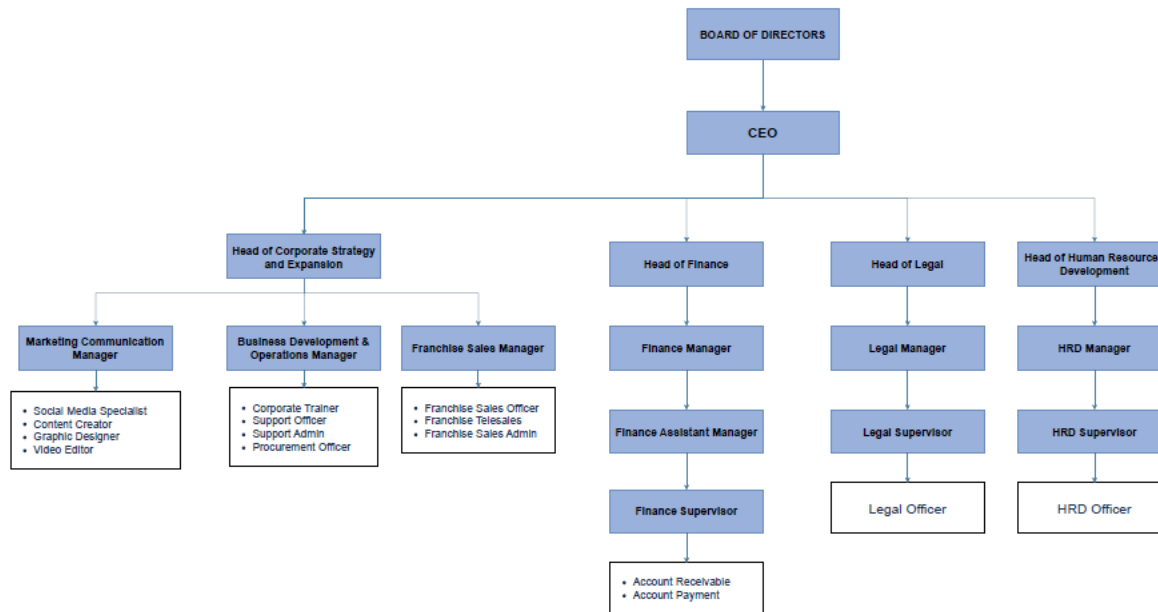 BOARD OF DIRECTORS
CEO
Head of Corporate Strategy
and Expansion
Head of Finance
Head of Legal
Head of Human Resource
Development
Marketing Communication
Manager
Business Development &
Operations Manager
Franchise Sales Manager
Finance Manager
Legal Manager
HRD Manager
• Social Media Specialist
• Content Creator
• Graphic Designer
• Video Editor
• Corporate Trainer
• Support Officer
• Support Admin
• Procurement Officer
• Franchise Sales Officer
• Franchise Telesales
• Franchise Sales Admin
Finance Assistant Manager
Legal Supervisor
HRD Supervisor
Finance Supervisor
Legal Officer
HRD Officer
• Account Receivable
• Account Payment